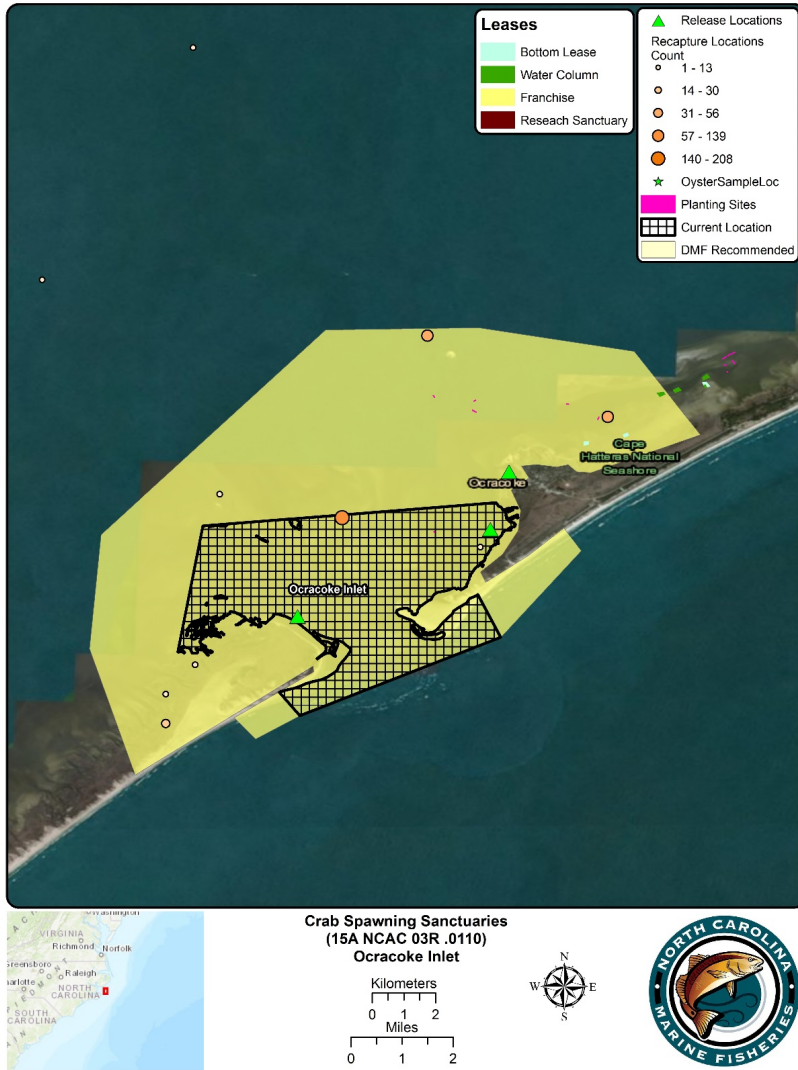 Leases
Bottom Lease
Water Column
Franchise
Reseach Sanctuary
Release Locations
Recapture Locations
Count
1 - 13
14 - 30
31 - 56
57 - 139
140 - 208
OysterSampleLoc
Planting Sites
Current Location
DMF Recommended
Cape
Hatteras National
Seashore
Ocracoke
Ocracoke Inlet
Washington
VIRGINIA
Richmond
Norfolk
Greensboro
Raleigh
NORTH
CAROLINA
SOUTH
CAROLINA
Crab Spawning Sanctuaries
(15A NCAC 03R .0110)
Ocracoke Inlet
Kilometers
0 1 2
Miles
0 1 2
N
W E
S
NORTH CAROLINA
MARINE FISHERIES